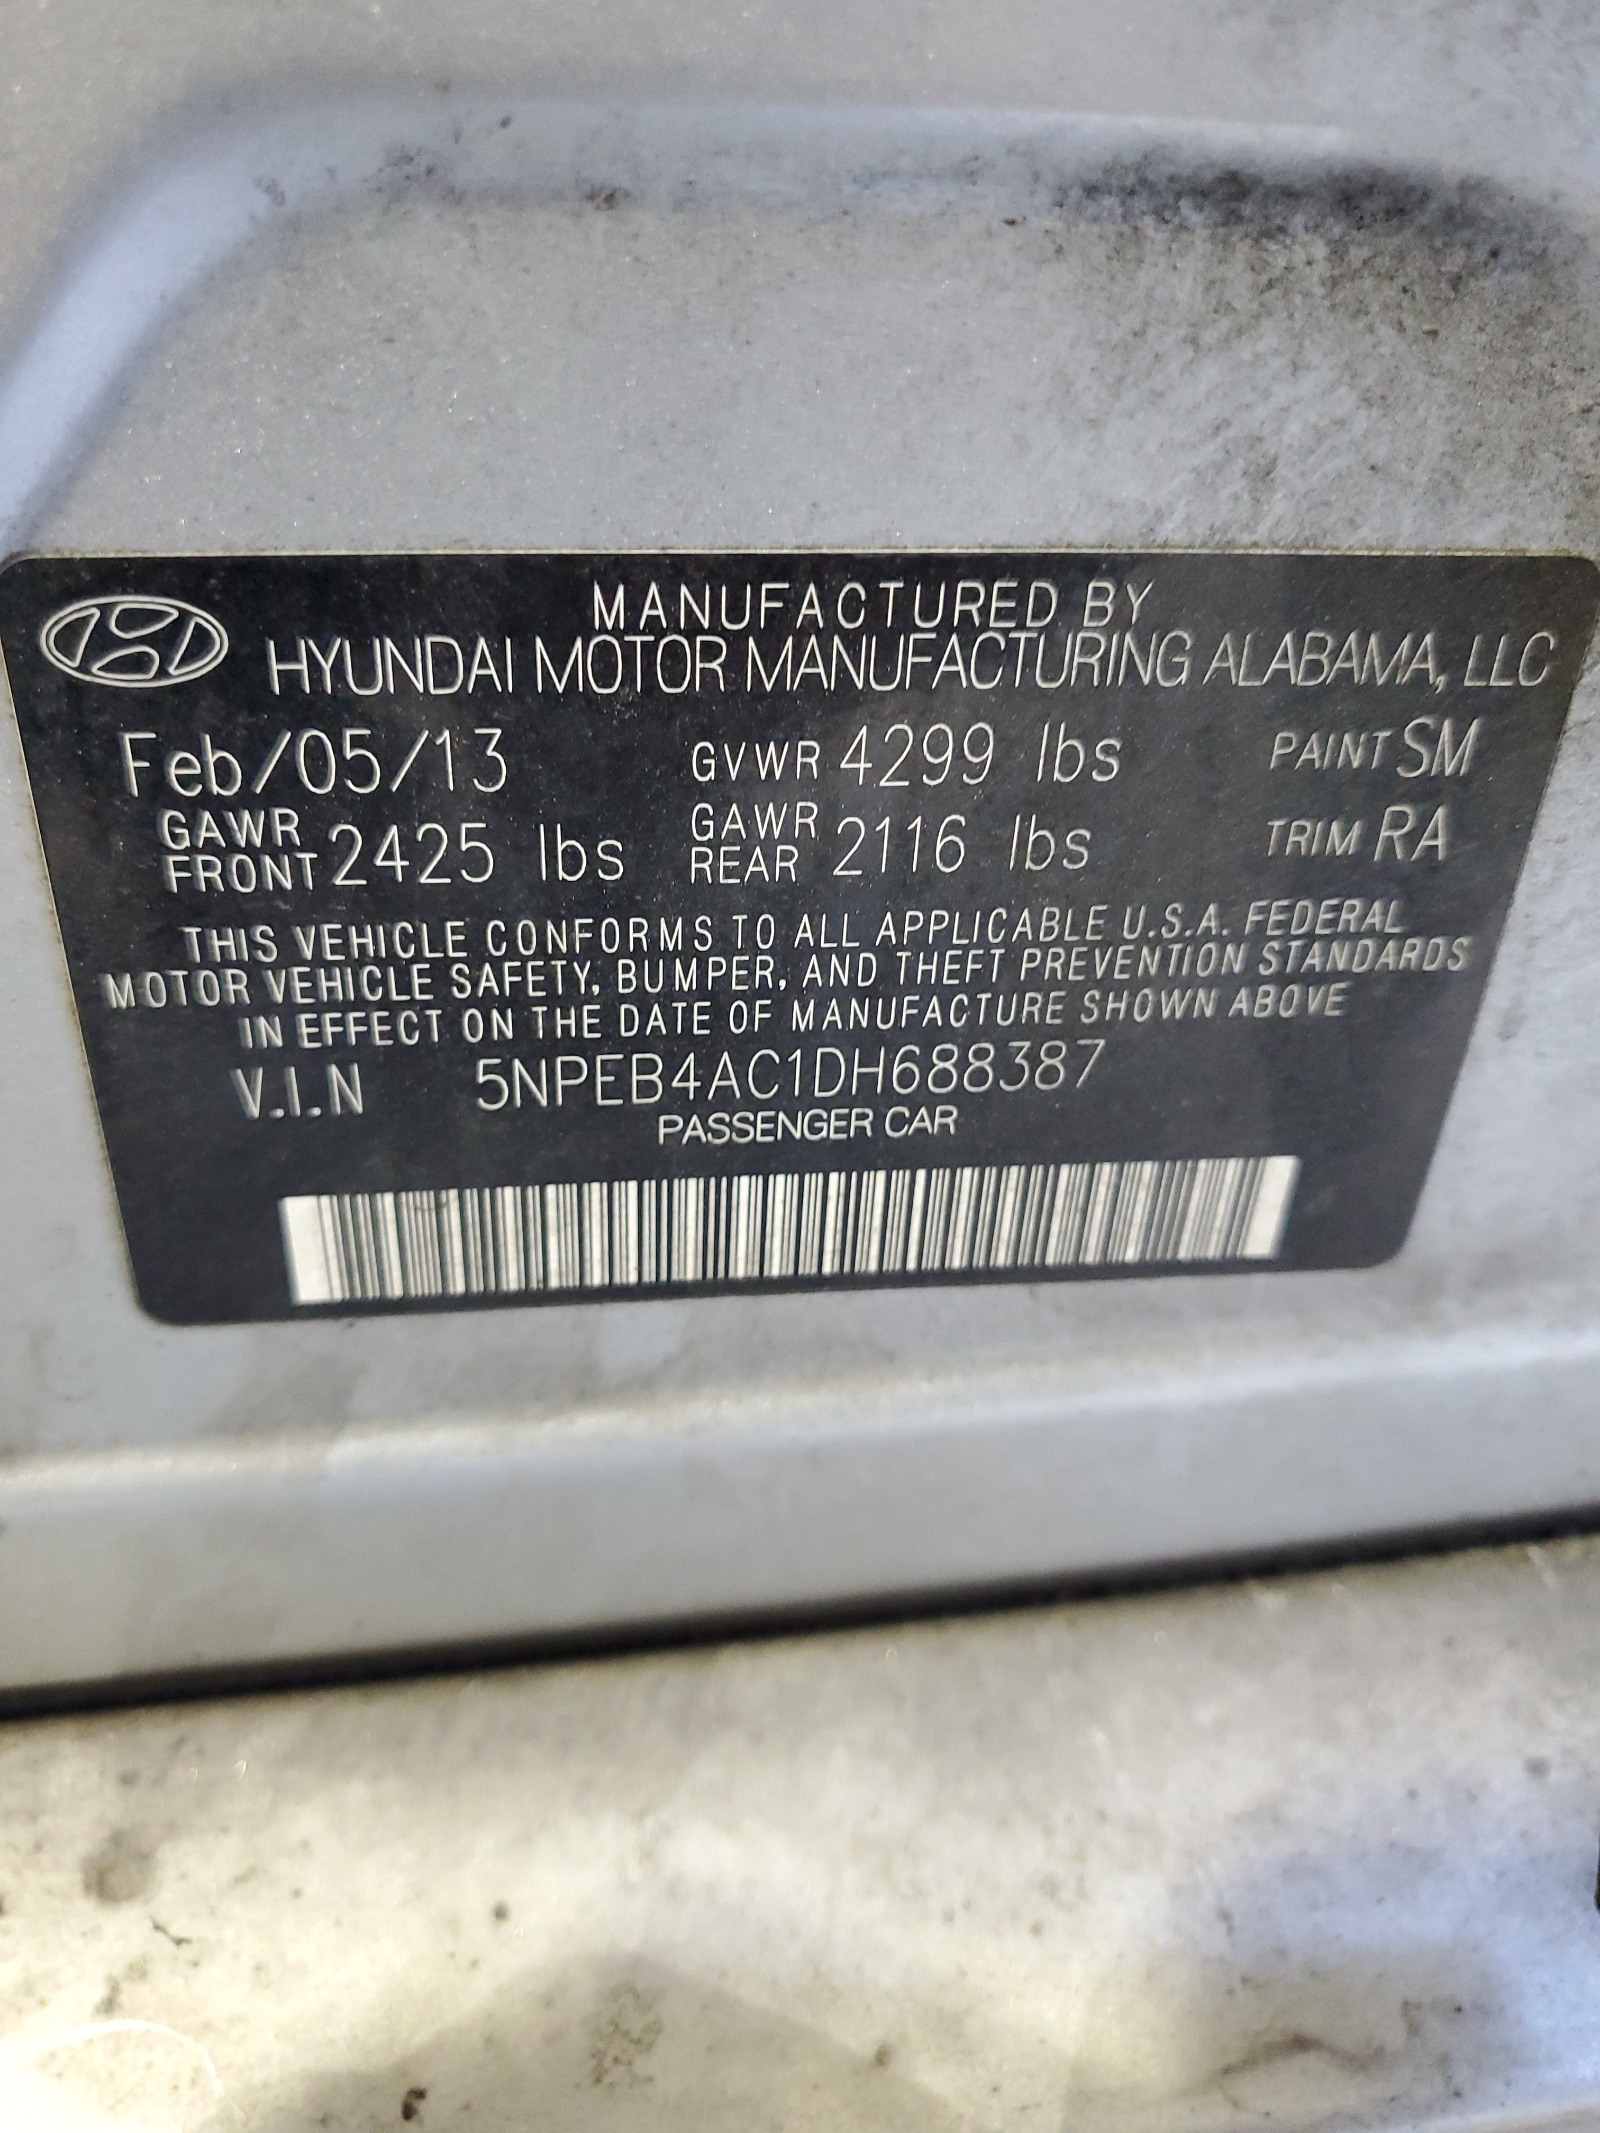 MANUFACTURED BY
HYUNDAI MOTOR MANUFACTURING ALABAMA, LLC
Feb/05/13 GVWR 4299 lbs PAINT SM
GAWR FRONT 2425 lbs GAWR REAR 2116 lbs TRIM RA
THIS VEHICLE CONFORMS TO ALL APPLICABLE U.S.A. FEDERAL
MOTOR VEHICLE SAFETY, BUMPER, AND THEFT PREVENTION STANDARDS
IN EFFECT ON THE DATE OF MANUFACTURE SHOWN ABOVE
V.I.N 5NPEB4AC1DH688387
PASSENGER CAR